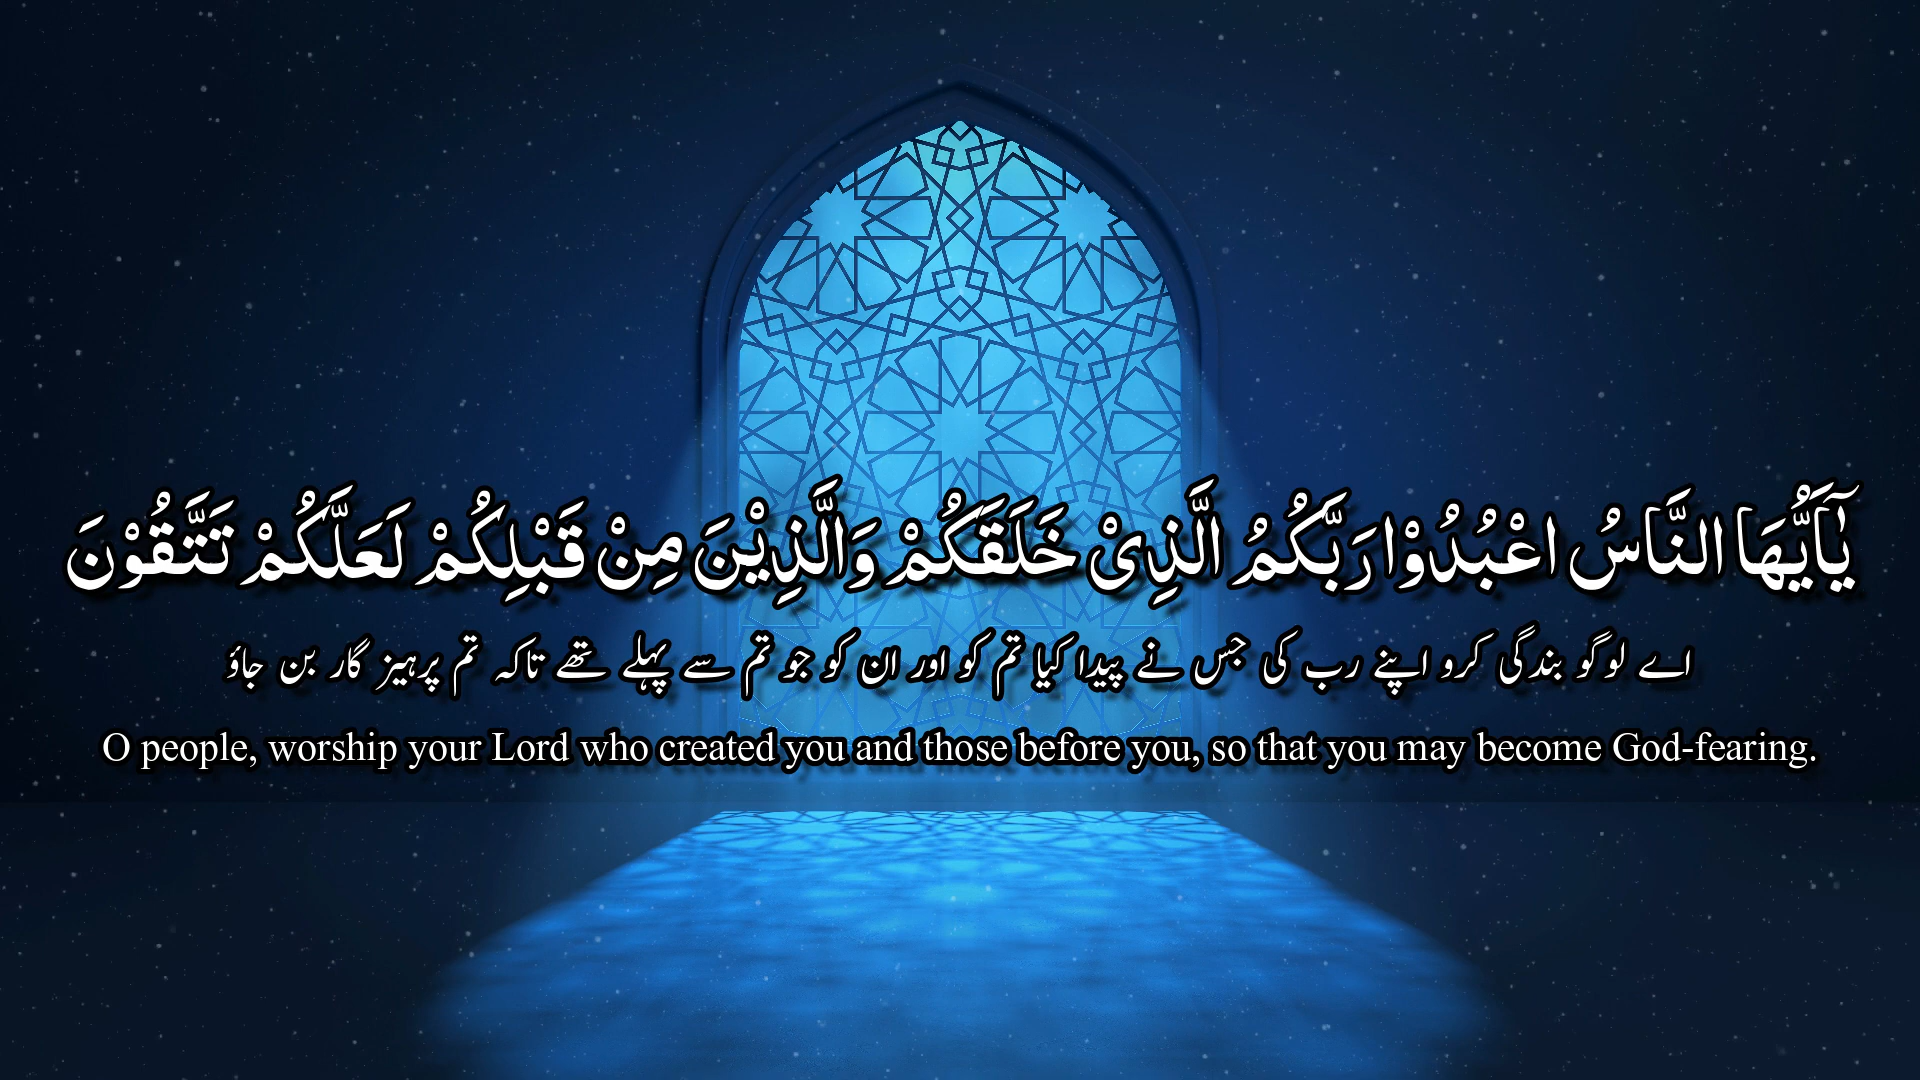 يٰٓاَيُّهَا النَّاسُ اعْبُدُوْا رَبَّكُمُ الَّذِىْ خَلَقَكُمْ وَالَّذِيْنَ مِنْ قَبْلِكُمْ لَعَلَّكُمْ تَتَّقُوْنَ
اے لوگو بندگی کرو اپنے رب کی جس نے پیدا کیا تم کو اور ان کو جو تم سے پہلے تھے تاکہ تم پرہیز گار بن جاؤ
O people, worship your Lord who created you and those before you, so that you may become God-fearing.